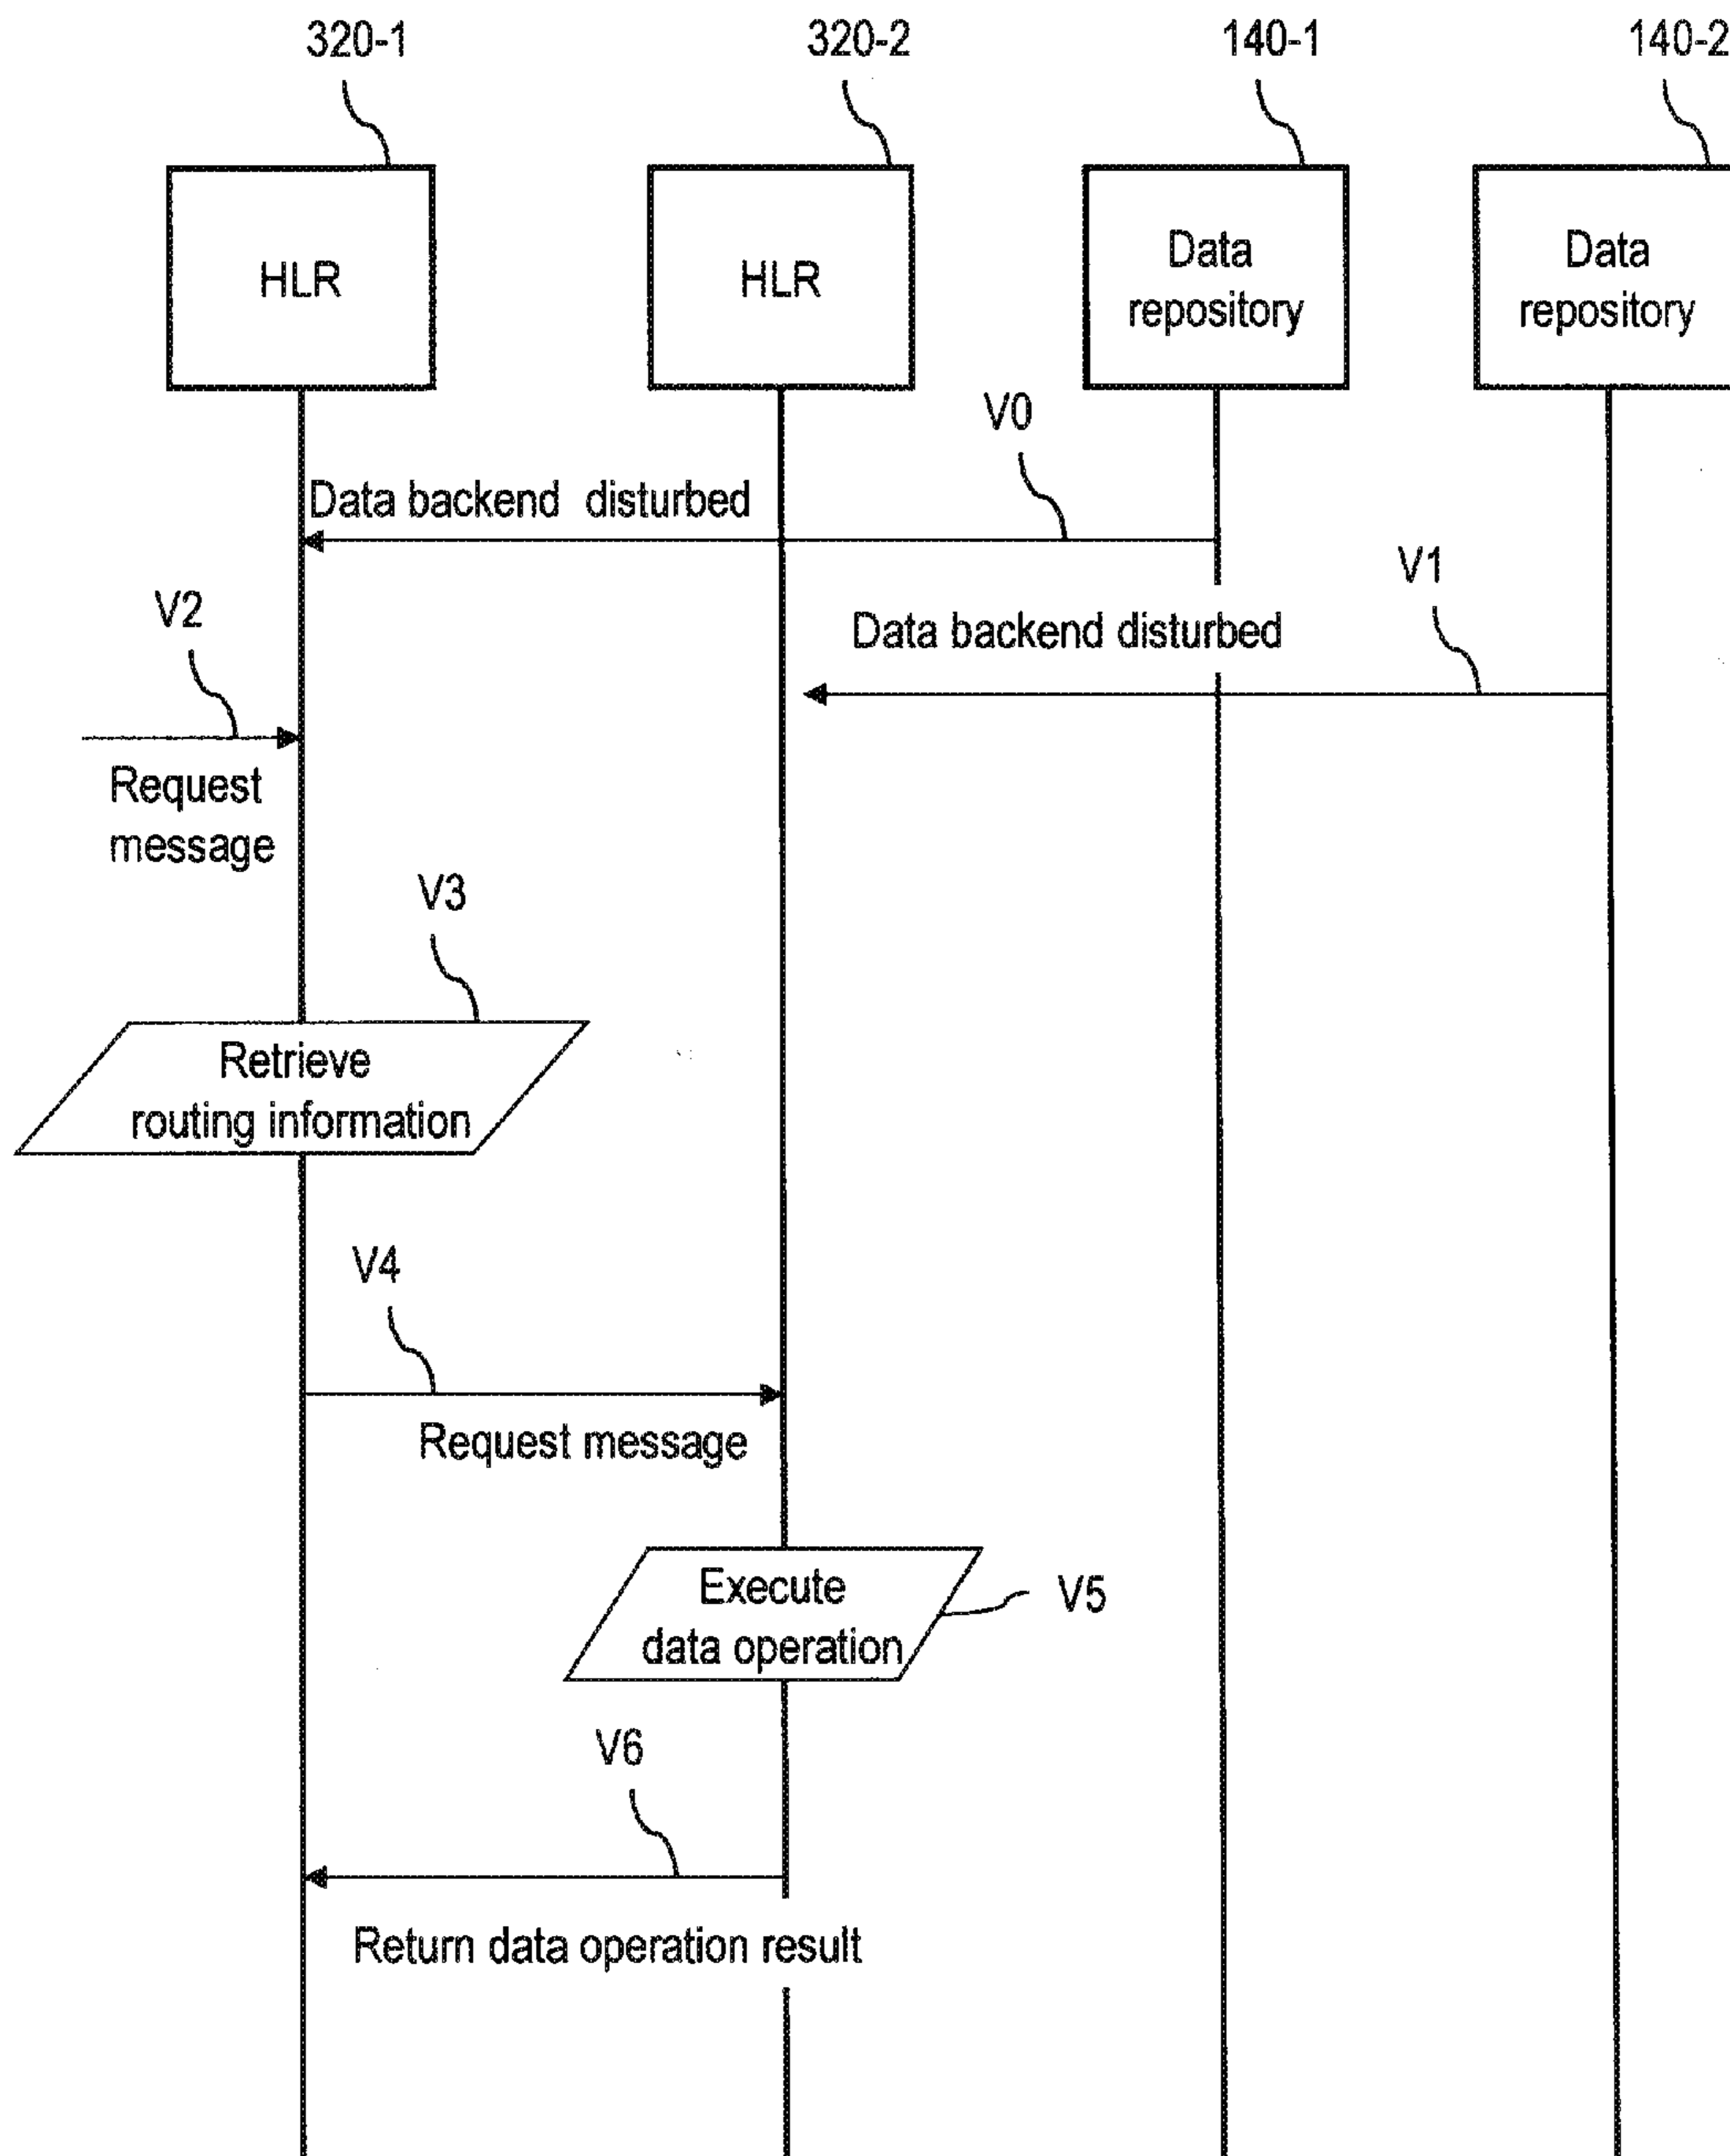 320-1
320-2
140-1
140-2
HLR
HLR
Data
repository
Data
repository
V0
Data backend disturbed
V1
Data backend disturbed
V2
Request
message
V3
Retrieve
routing information
V4
Request message
Execute
data operation
V5
V6
Return data operation result